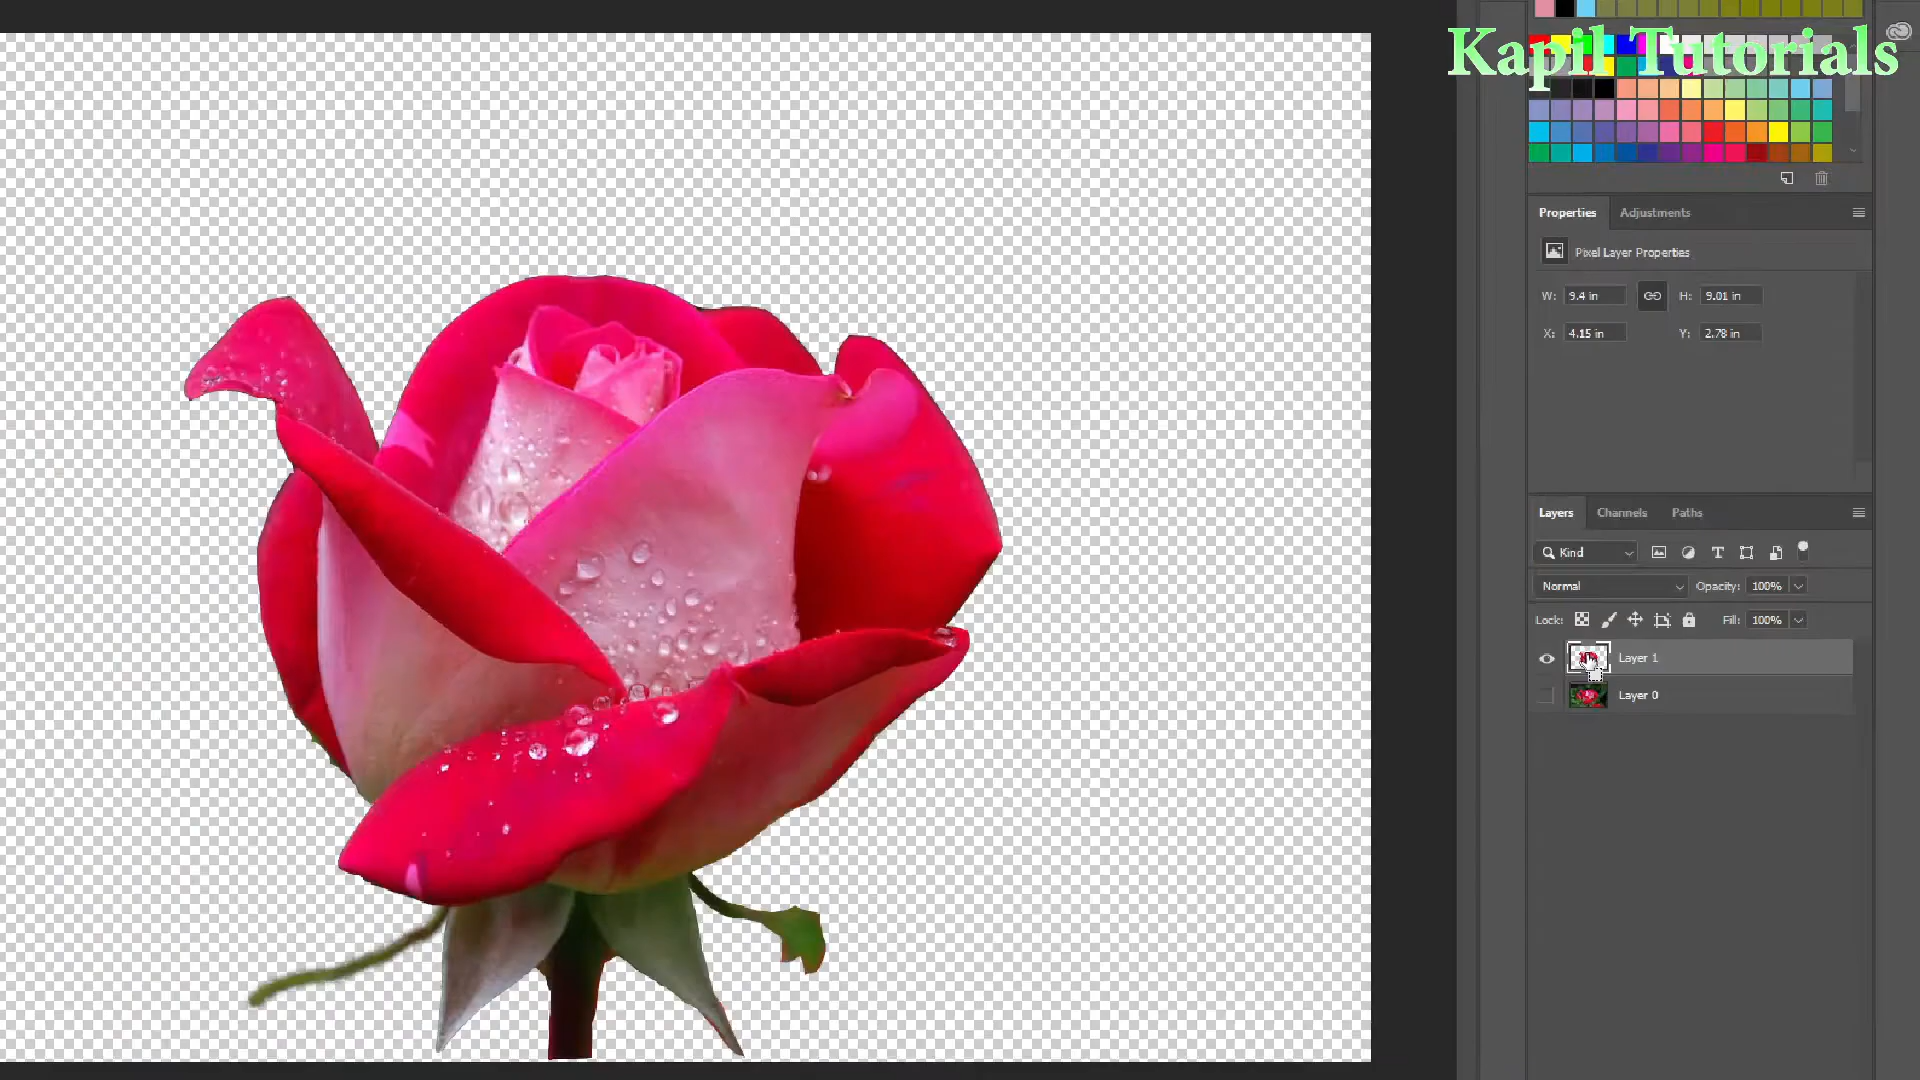 Kapil Tutorials
Properties Adjustments
Pixel Layer Properties
W: 9.4 in H: 9.01 in
X: 4.15 in Y: 2.78 in
Layers Channels Paths
Kind
Normal Opacity: 100%
Lock: Fill: 100%
Layer 1
Layer 0